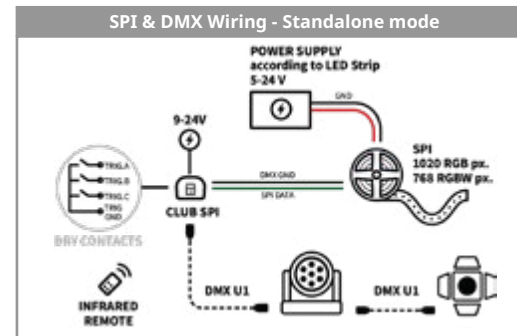 SPI & DMX Wiring - Standalone mode
POWER SUPPLY
according to LED Strip
5-24 V
GND
9-24V
SPI
1020 RGB px.
768 RGBW px.
TRIG.A
TRIG.B
TRIG.C
TRIG
GND
DMX GND
SPI DATA
CLUB SPI
DRY CONTACTS
DMX U1
DMX U1
INFRARED
REMOTE